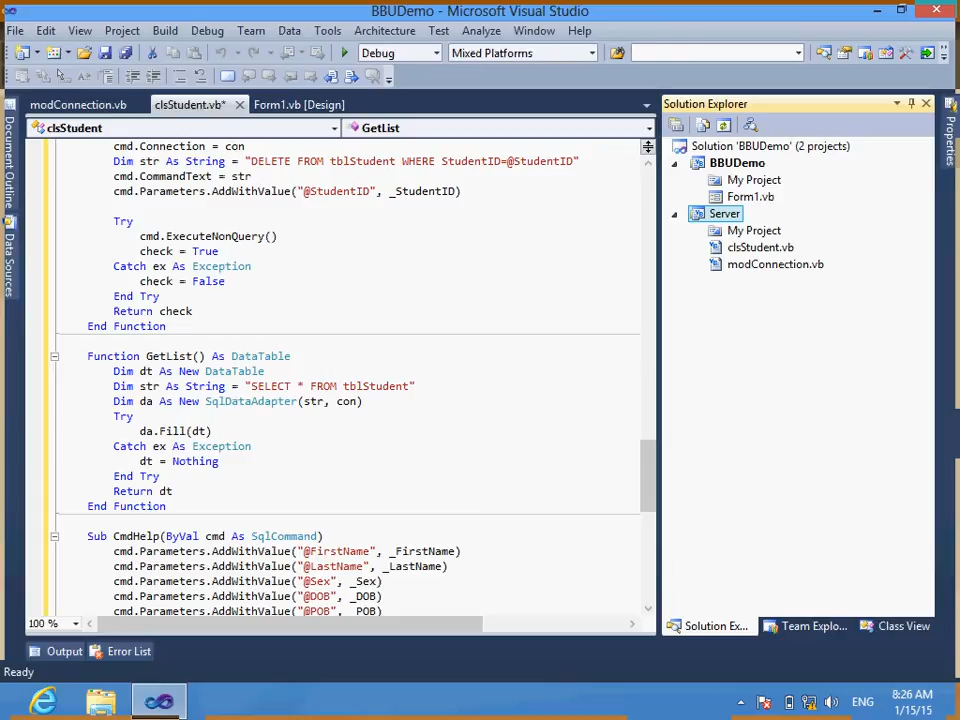 BBUDemo - Microsoft Visual Studio
File Edit View Project Build Debug Team Data Tools Architecture Test Analyze Window Help
Debug Mixed Platforms
modConnection.vb clsStudent.vb* Form1.vb [Design]
clsStudent GetList
cmd.Connection = con
Dim str As String = "DELETE FROM tblStudent WHERE StudentID=@StudentID"
cmd.CommandText = str
cmd.Parameters.AddWithValue("@StudentID", _StudentID)
Try
cmd.ExecuteNonQuery()
check = True
Catch ex As Exception
check = False
End Try
Return check
End Function
Function GetList() As DataTable
Dim dt As New DataTable
Dim str As String = "SELECT * FROM tblStudent"
Dim da As New SqlDataAdapter(str, con)
Try
da.Fill(dt)
Catch ex As Exception
dt = Nothing
End Try
Return dt
End Function
Sub CmdHelp(ByVal cmd As SqlCommand)
cmd.Parameters.AddWithValue("@FirstName", _FirstName)
cmd.Parameters.AddWithValue("@LastName", _LastName)
cmd.Parameters.AddWithValue("@Sex", _Sex)
cmd.Parameters.AddWithValue("@DOB", _DOB)
cmd.Parameters.AddWithValue("@POB", _POB)
100 %
Document Outline
Data Sources
Solution Explorer
Solution 'BBUDemo' (2 projects)
BBUDemo
My Project
Form1.vb
Server
My Project
clsStudent.vb
modConnection.vb
Solution Ex... Team Explo... Class View
Properties
Output Error List
Ready
ENG
8:26 AM
1/15/15